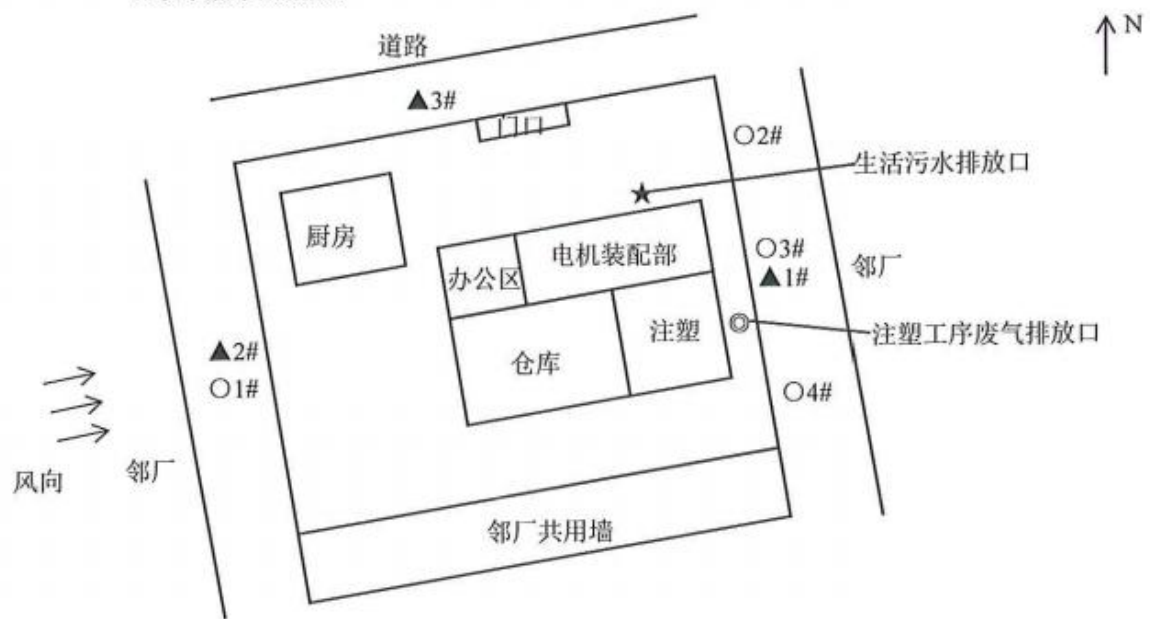 N
道路
▲3#
门口
○2#
生活污水排放口
★
厨房
电机装配部
○3#
办公区
▲1#
邻厂
注塑
◎
注塑工序废气排放口
▲2#
仓库
○1#
○4#
风向
邻厂
邻厂共用墙